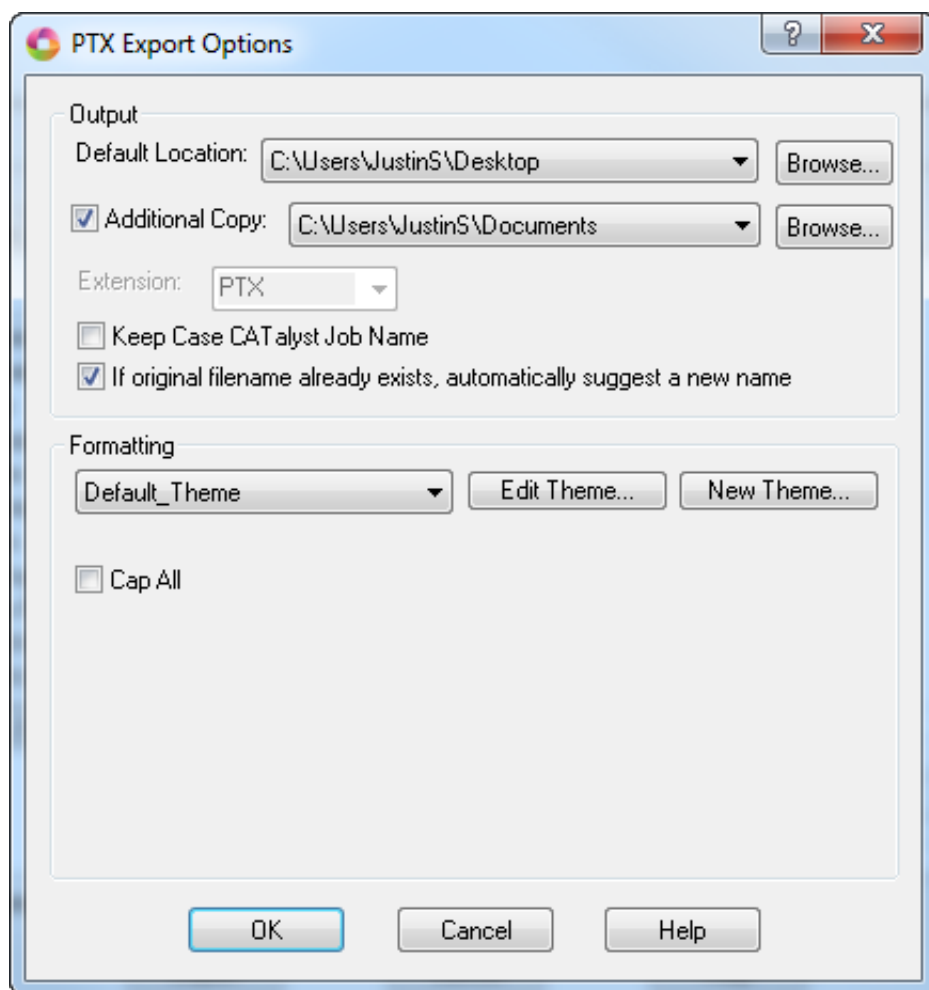 PTX Export Options
Output
Default Location: C:\Users\JustinS\Desktop Browse...
Additional Copy: C:\Users\JustinS\Documents Browse...
Extension: PTX
Keep Case CATalyst Job Name
If original filename already exists, automatically suggest a new name
Formatting
Default_Theme Edit Theme... New Theme...
Cap All
OK Cancel Help